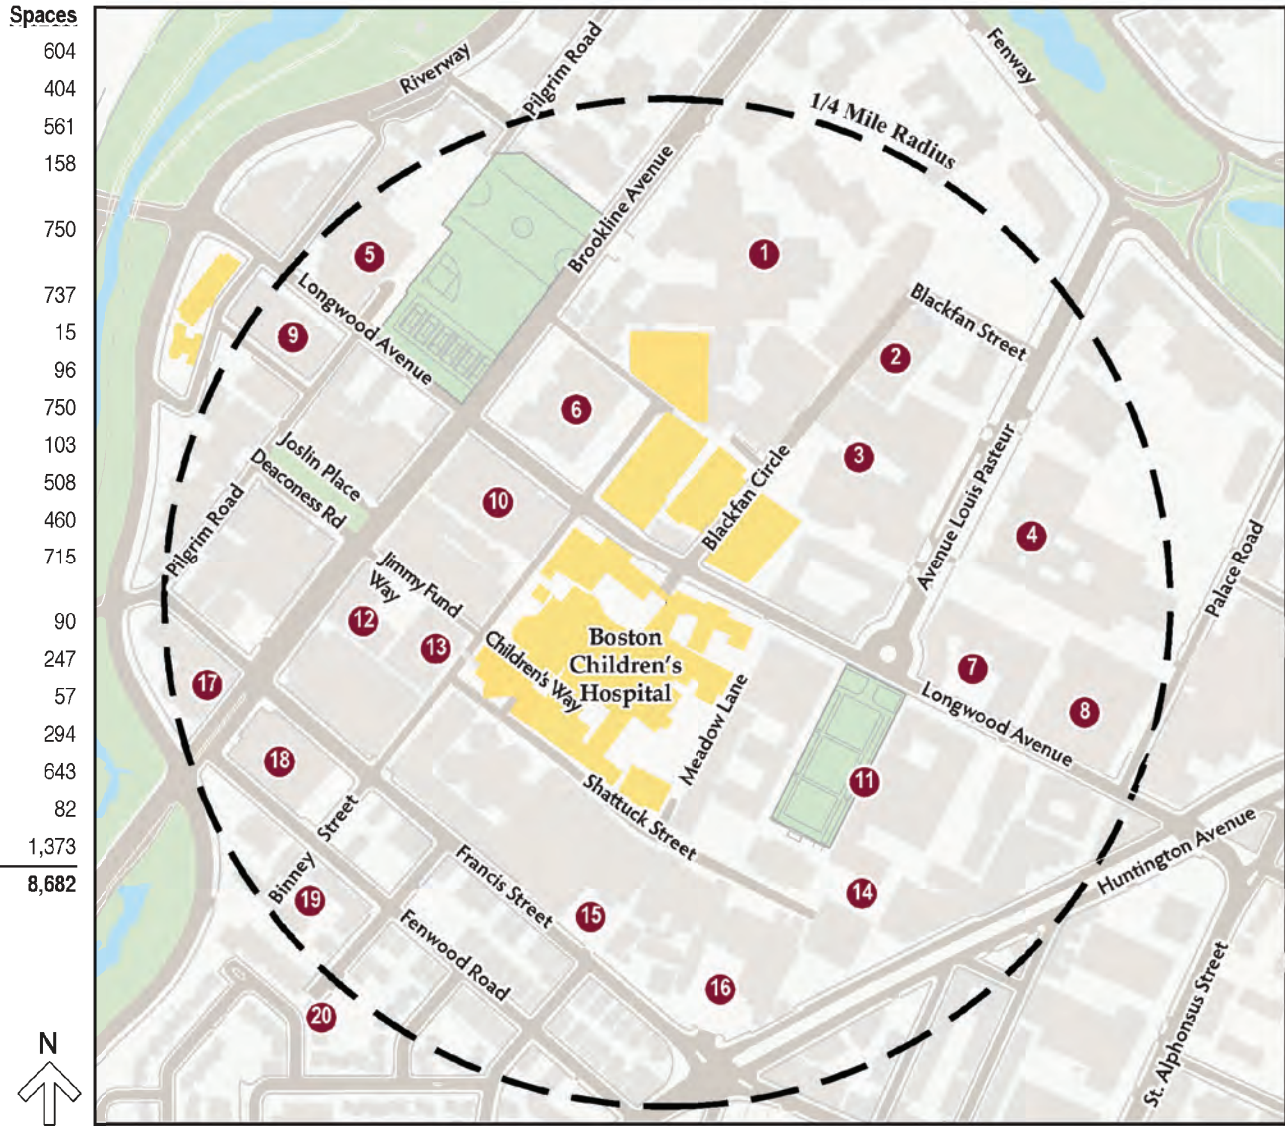 Spaces
604
404
561
158
750
737
15
96
750
103
508
460
715
90
247
57
294
643
82
1,373
8,682
N
Riverway
Pilgrim Road
Fenway
1/4 Mile Radius
Brookline Avenue
5
1
Longwood Avenue
Blackfan Street
9
2
6
3
Joslin Place
Deaconess Rd
Blackfan Circle
Avenue Louis Pasteur
10
4
Pilgrim Road
Palace Road
Jimmy Fund
Way
12
13
Children's Way
Boston
Children's
Hospital
Meadow Lane
7
8
17
Longwood Avenue
18
11
Shattuck Street
Binney Street
Huntington Avenue
Francis Street
14
19
15
Fenwood Road
16
20
St. Alphonsus Street